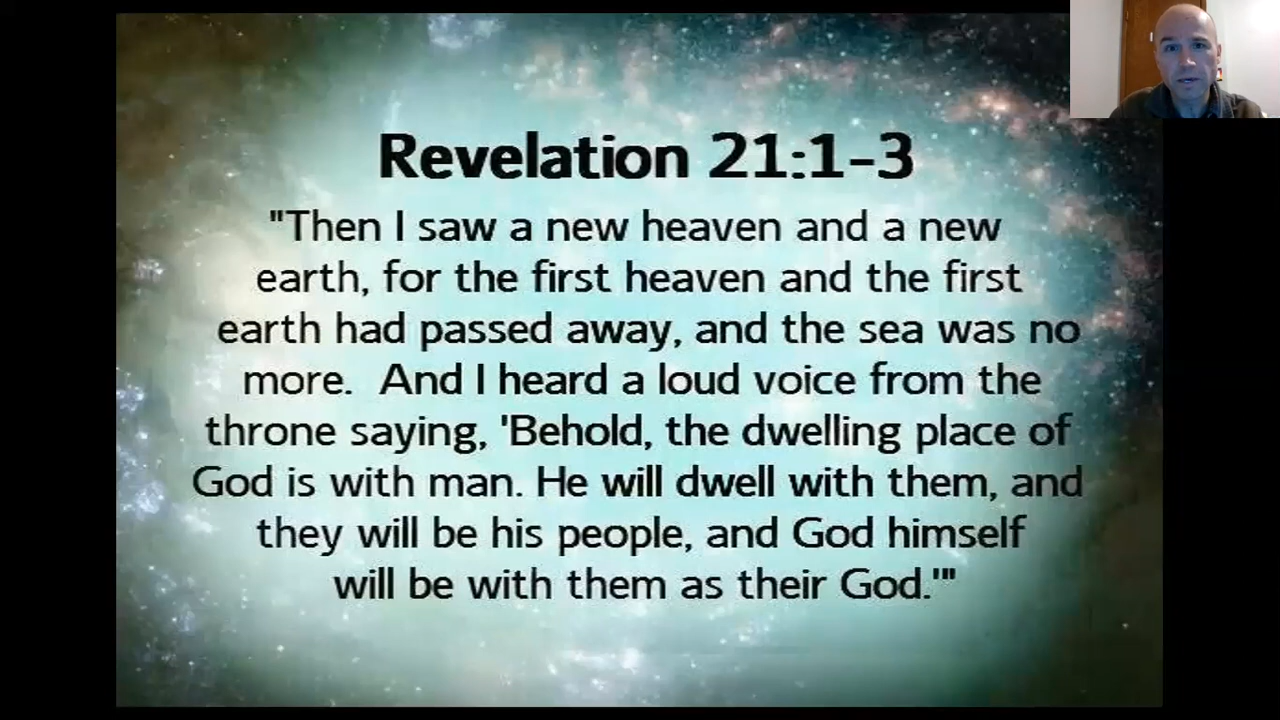 Revelation 21:1-3
"Then I saw a new heaven and a new
earth, for the first heaven and the first
earth had passed away, and the sea was no
more.  And I heard a loud voice from the
throne saying, 'Behold, the dwelling place of
God is with man. He will dwell with them, and
they will be his people, and God himself
will be with them as their God.'"